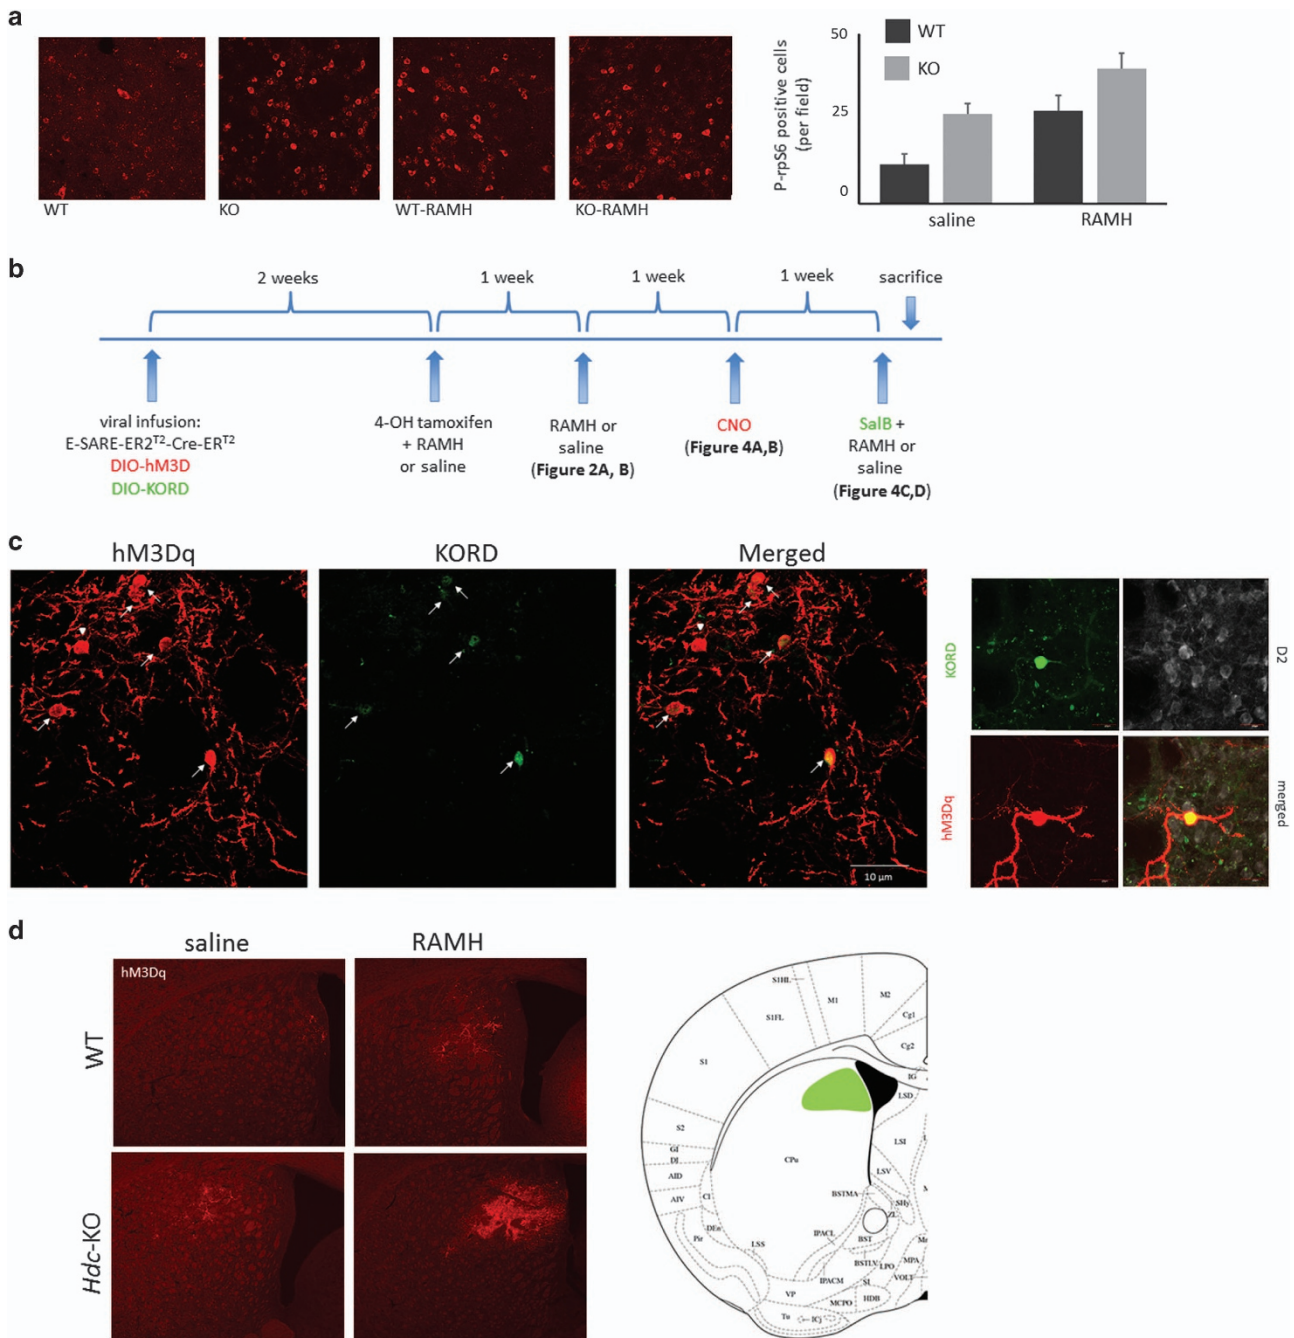 a
WT
KO
WT-RAMH
KO-RAMH
P-rpS6 positive cells
(per field)
50
25
0
WT
KO
saline
RAMH
b
2 weeks
1 week
1 week
1 week
sacrifice
viral infusion:
E-SARE-ER2T2-Cre-ERT2
DIO-hM3D
DIO-KORD
4-OH tamoxifen
+ RAMH
or saline
RAMH or
saline
(Figure 2A, B)
CNO
(Figure 4A,B)
SalB +
RAMH or
saline
(Figure 4C,D)
c
hM3Dq
KORD
Merged
10 µm
KORD
D2
hM3Dq
merged
d
saline
RAMH
hM3Dq
WT
Hdc-KO
S1HL
M1
M2
S1FL
Cg1
Cg2
S1
IG
LSD
S2
LSI
GI
DI
CPu
AID
LSV
AIV
Cl
BSTMA
SHy
ZL
DEn
Pir
LSS
IPACL
BST
BSTLV
LPO
MPA
IPACM
SI
VOLT
VP
MCPO
HDB
Tu
ICj